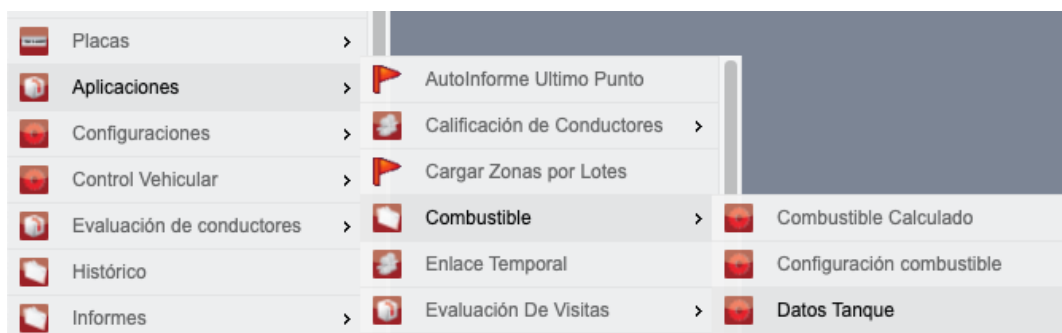 Placas
Aplicaciones
Configuraciones
Control Vehicular
Evaluación de conductores
Histórico
Informes
AutoInforme Ultimo Punto
Calificación de Conductores
Cargar Zonas por Lotes
Combustible
Enlace Temporal
Evaluación De Visitas
Combustible Calculado
Configuración combustible
Datos Tanque